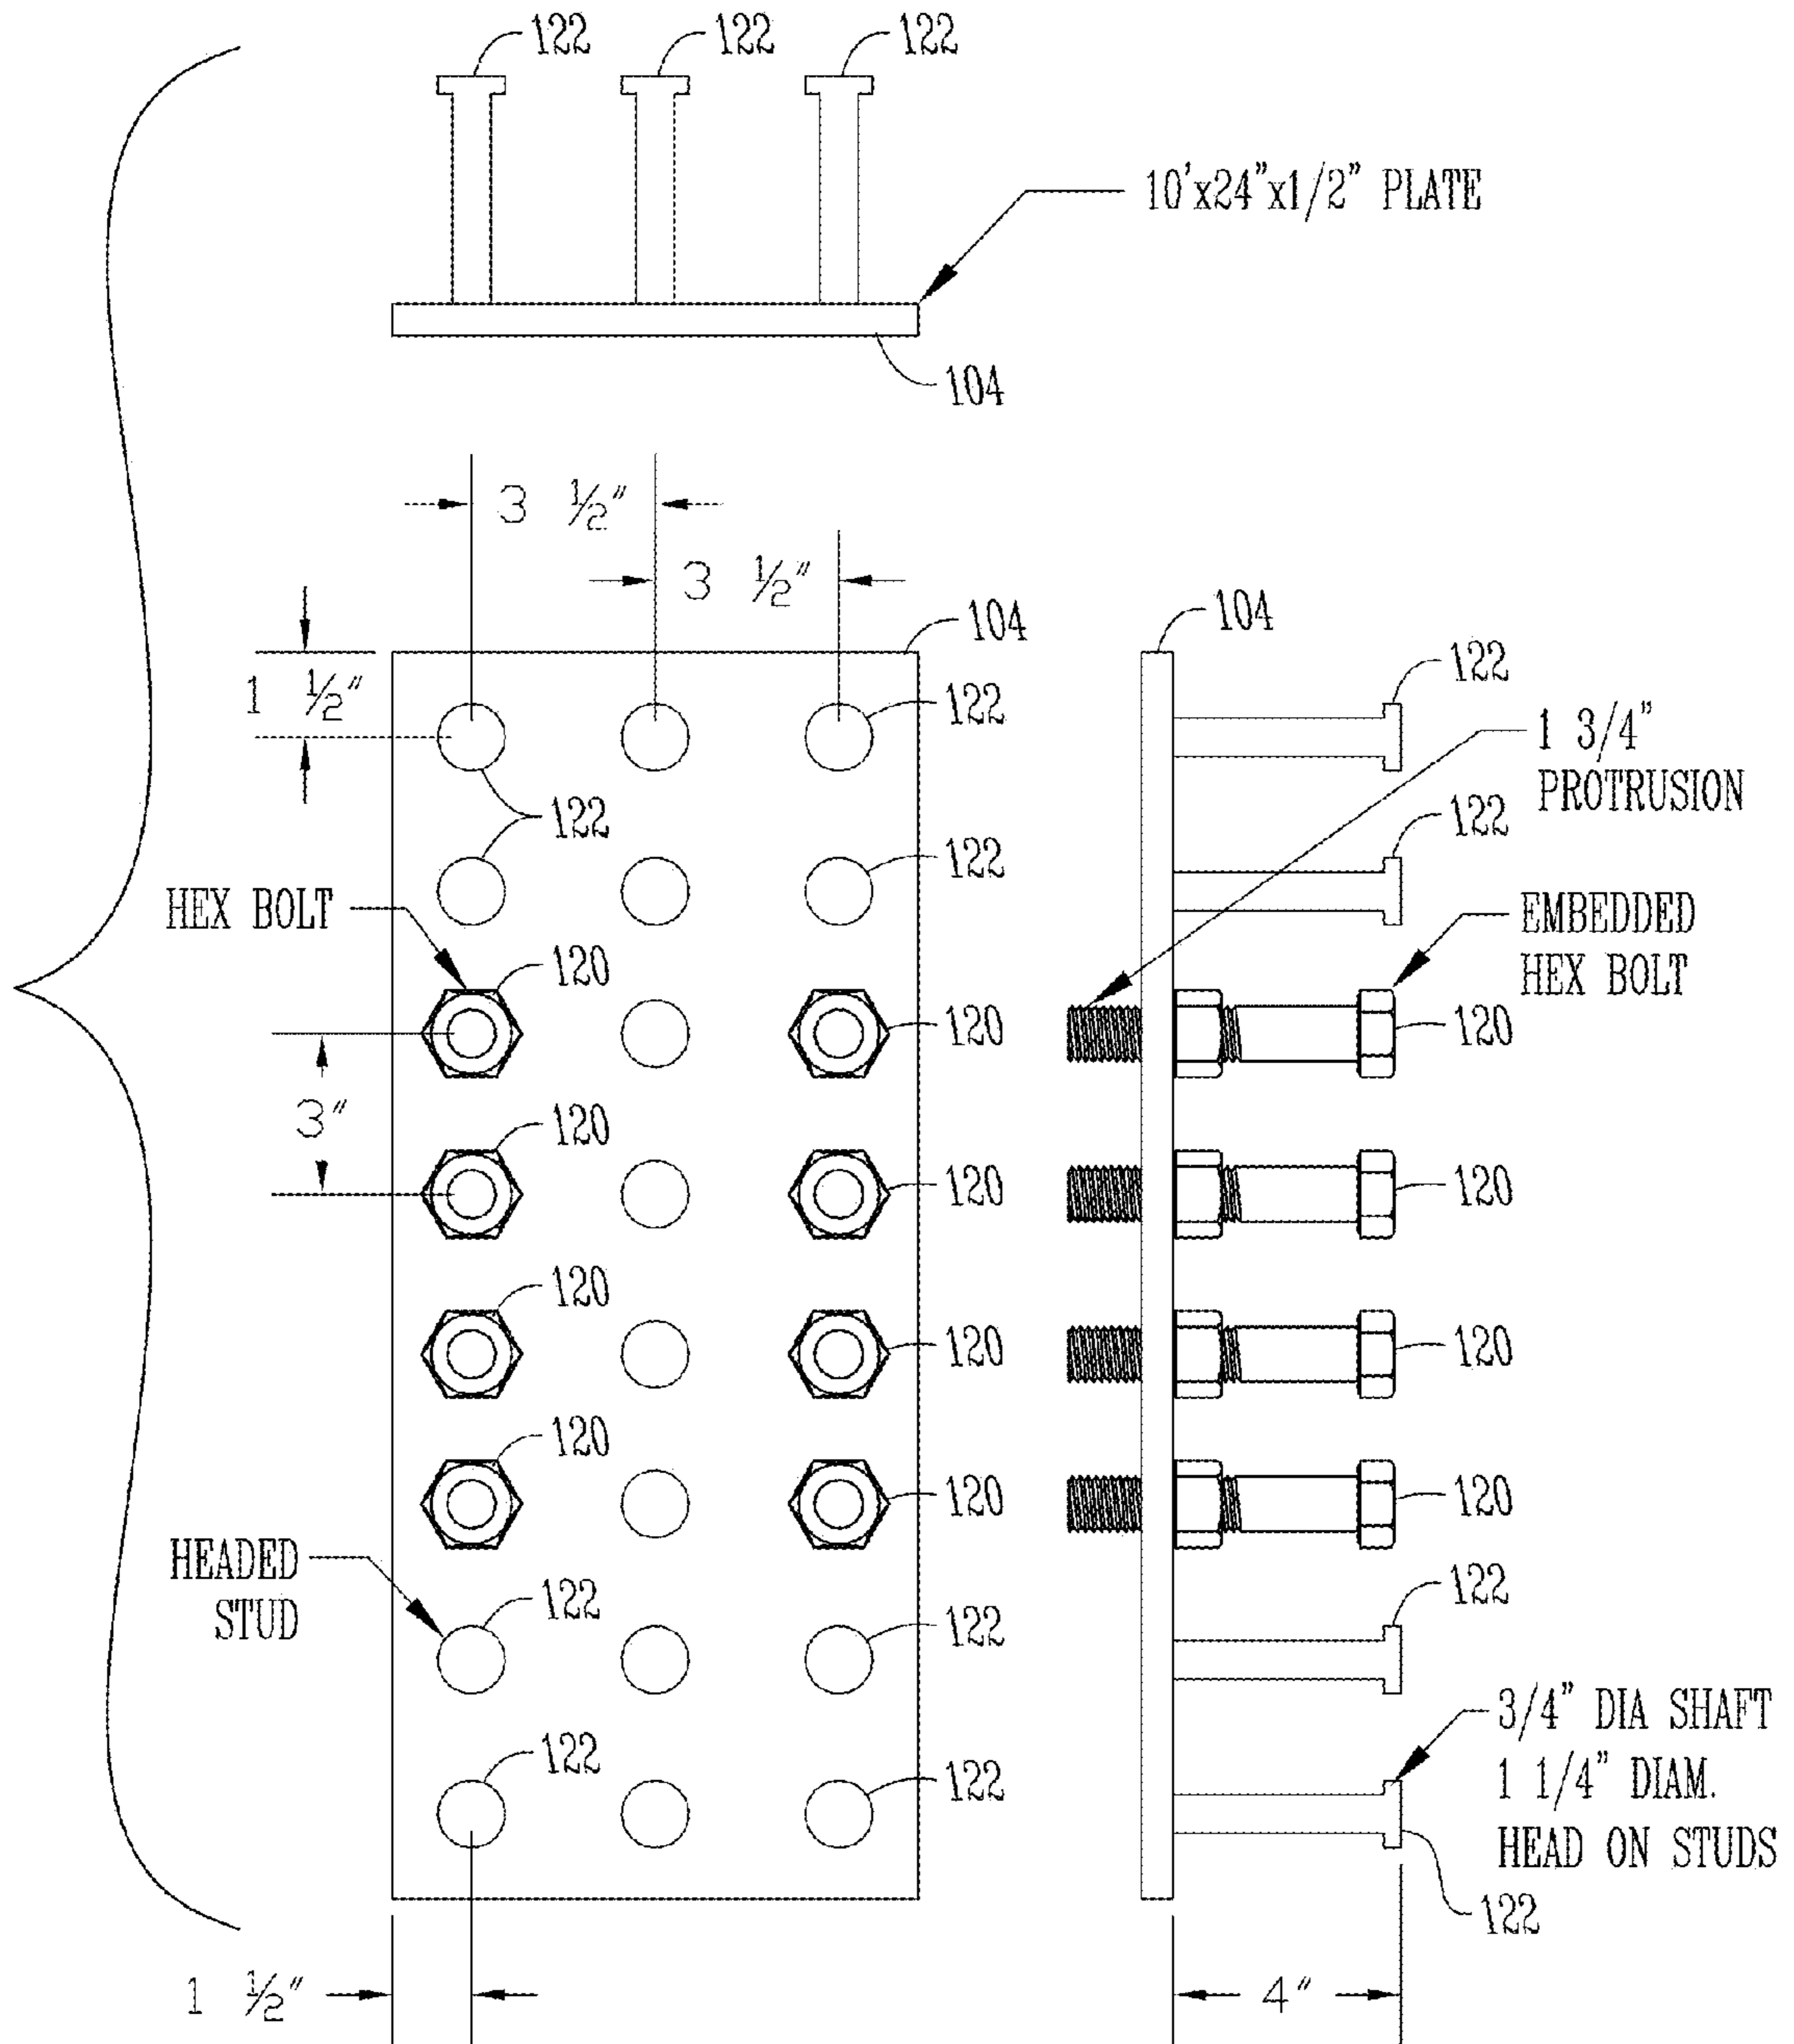 122 122 122
10'x24"x1/2" PLATE
104
3 ½"
3 ½"
104 104
1 ½"
122 122
1 3/4"
PROTRUSION
122
122 122
HEX BOLT
EMBEDDED
HEX BOLT
120
120 120
3"
120
120 120
120
120 120
120
120 120
HEADED
STUD
122
122 122
3/4" DIA SHAFT
1 1/4" DIAM.
HEAD ON STUDS
122
122
122
1 ½"
4"